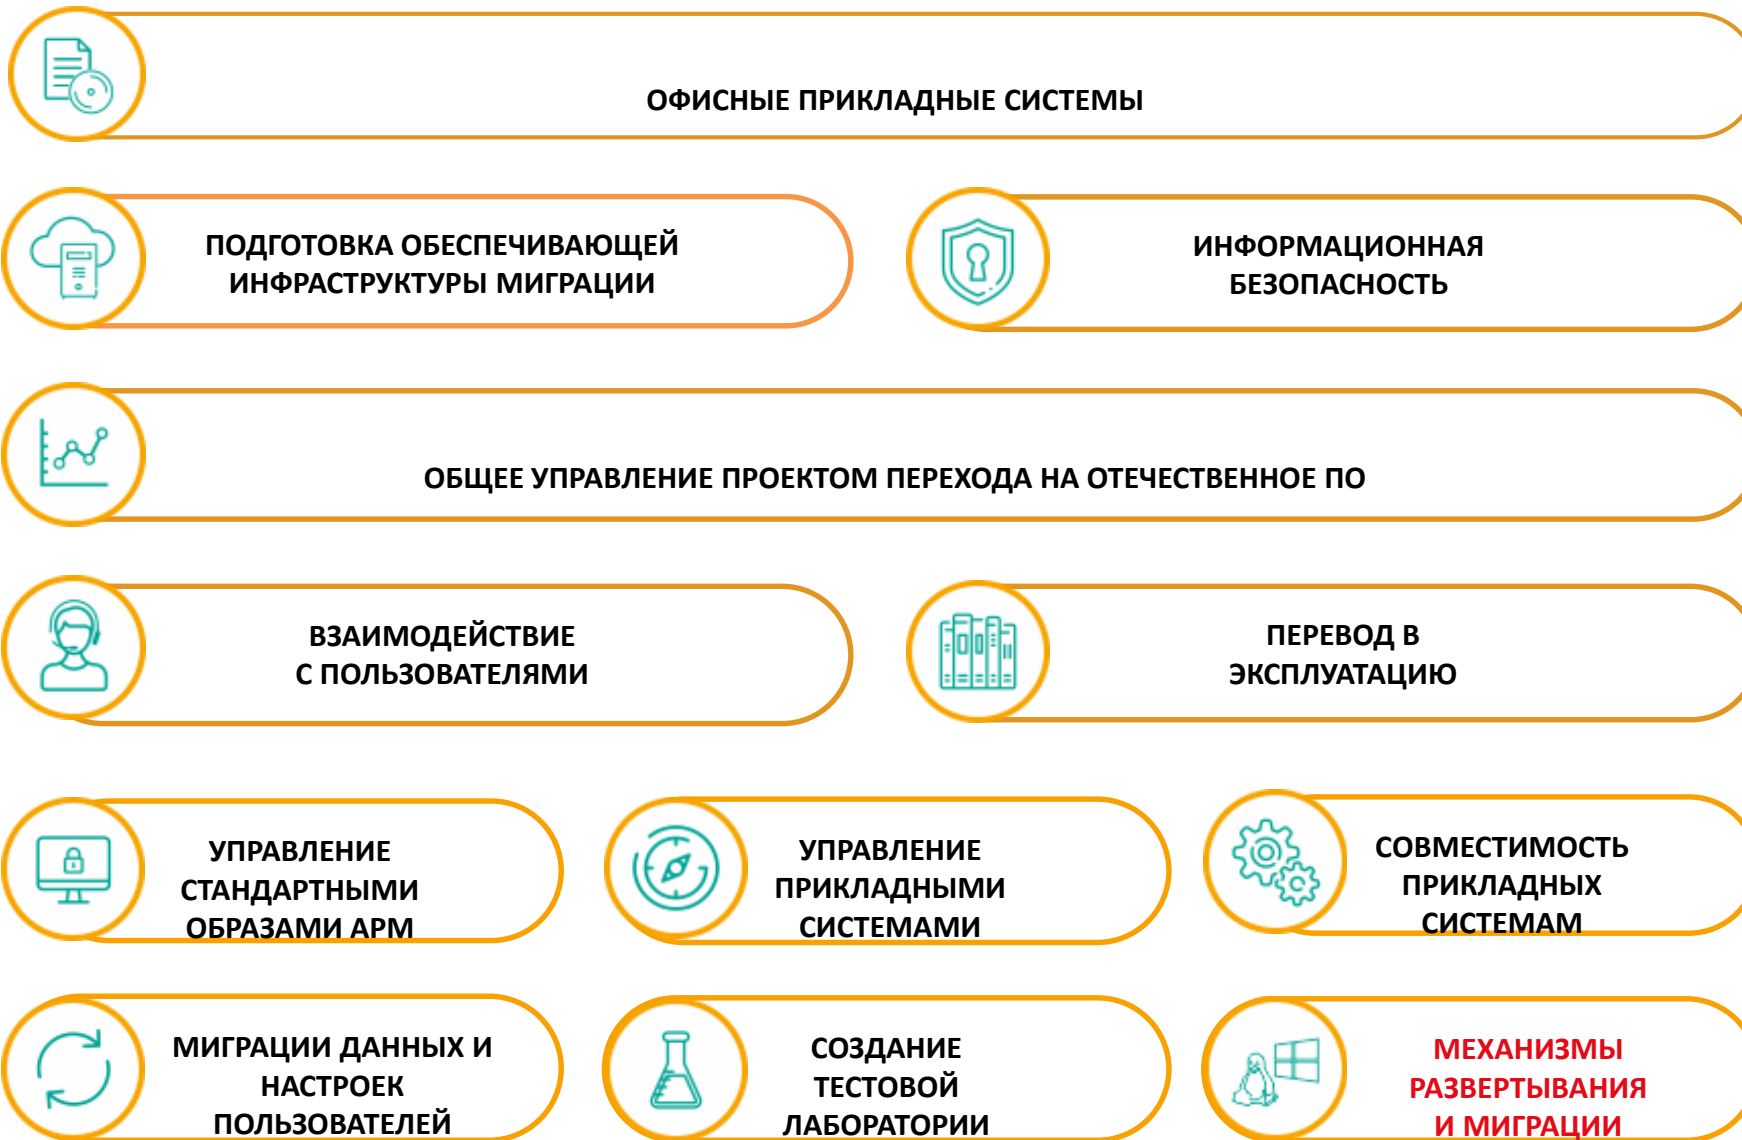 ОФИСНЫЕ ПРИКЛАДНЫЕ СИСТЕМЫ
ПОДГОТОВКА ОБЕСПЕЧИВАЮЩЕЙ
ИНФРАСТРУКТУРЫ МИГРАЦИИ
ИНФОРМАЦИОННАЯ
БЕЗОПАСНОСТЬ
ОБЩЕЕ УПРАВЛЕНИЕ ПРОЕКТОМ ПЕРЕХОДА НА ОТЕЧЕСТВЕННОЕ ПО
ВЗАИМОДЕЙСТВИЕ
С ПОЛЬЗОВАТЕЛЯМИ
ПЕРЕВОД В
ЭКСПЛУАТАЦИЮ
УПРАВЛЕНИЕ
СТАНДАРТНЫМИ
ОБРАЗАМИ АРМ
УПРАВЛЕНИЕ
ПРИКЛАДНЫМИ
СИСТЕМАМИ
СОВМЕСТИМОСТЬ
ПРИКЛАДНЫХ
СИСТЕМАМ
МИГРАЦИИ ДАННЫХ И
НАСТРОЕК
ПОЛЬЗОВАТЕЛЕЙ
СОЗДАНИЕ
ТЕСТОВОЙ
ЛАБОРАТОРИИ
МЕХАНИЗМЫ
РАЗВЕРТЫВАНИЯ
И МИГРАЦИИ